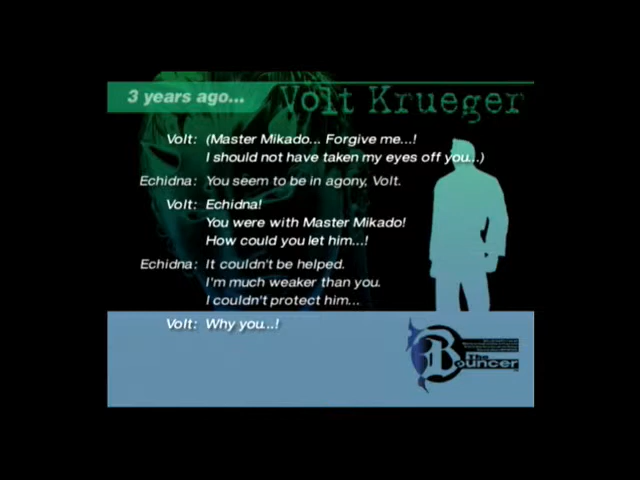 3 years ago...
Volt Krueger
Volt: (Master Mikado... Forgive me...!
I should not have taken my eyes off you...)
Echidna: You seem to be in agony, Volt.
Volt: Echidna!
You were with Master Mikado!
How could you let him...!
Echidna: It couldn't be helped.
I'm much weaker than you.
I couldn't protect him...
Volt: Why you...!
The
Bouncer